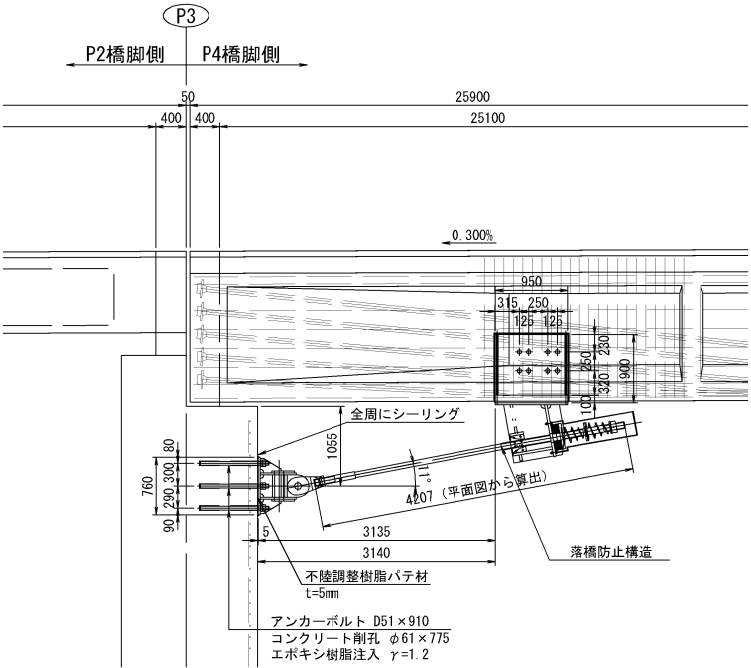 P3
P2橋脚側
P4橋脚側
50
25900
400
400
25100
0.300%
950
315
250
125
125
230
250
900
320
100
全周にシーリング
1055
11°
4207 (平面図から算出)
80
300
760
290
90
5
3135
3140
落橋防止構造
不陸調整樹脂パテ材
t=5mm
アンカーボルト D51×910
コンクリート削孔 φ61×775
エポキシ樹脂注入 γ=1.2